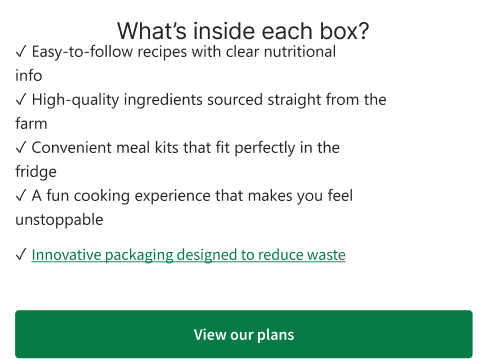 What's inside each box?
✓ Easy-to-follow recipes with clear nutritional
info
✓ High-quality ingredients sourced straight from the
farm
✓ Convenient meal kits that fit perfectly in the
fridge
✓ A fun cooking experience that makes you feel
unstoppable
✓ Innovative packaging designed to reduce waste
View our plans